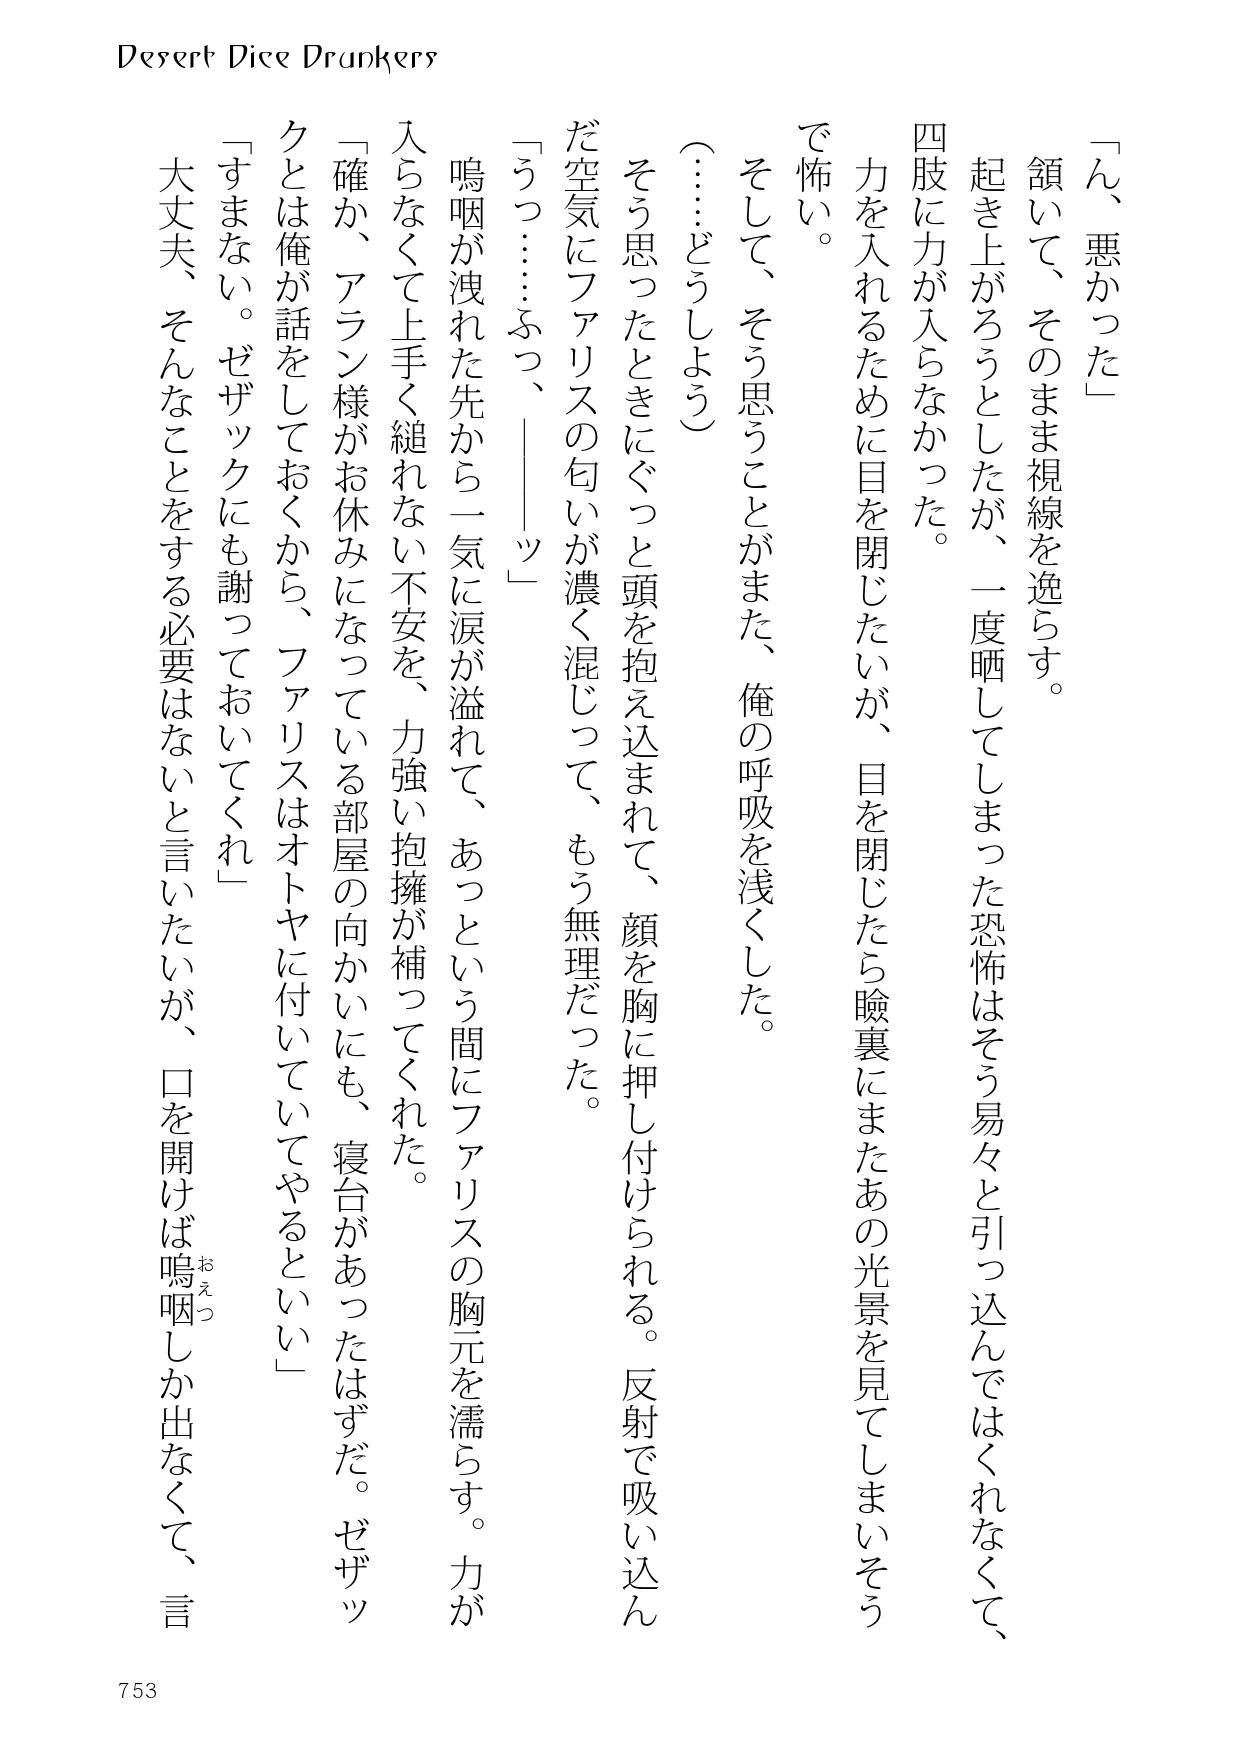 Desert Dice Drunkers
「ん、悪かった」
頷いて、そのまま視線を逸らす。
起き上がろうとしたが、一度晒してしまった恐怖はそう易々と引っ込んではくれなくて、
四肢に力が入らなかった。
力を入れるために目を閉じたいが、目を閉じたら瞼裏にまたあの光景を見てしまいそう
で怖い。
そして、そう思うことがまた、俺の呼吸を浅くした。
（……どうしよう）
そう思ったときにぐっと頭を抱え込まれて、顔を胸に押し付けられる。反射で吸い込ん
だ空気にファリスの匂いが濃く混じって、もう無理だった。
「うっ……ふっ、――――ッ」
嗚咽が洩れた先から一気に涙が溢れて、あっという間にファリスの胸元を濡らす。力が
入らなくて上手く縋れない不安を、力強い抱擁が補ってくれた。
「確か、アラン様がお休みになっている部屋の向かいにも、寝台があったはずだ。ゼザッ
クとは俺が話をしておくから、ファリスはオトヤに付いていてやるといい」
「すまない。ゼザックにも謝っておいてくれ」
大丈夫、そんなことをする必要はないと言いたいが、口を開けば嗚咽おえつしか出なくて、言
753